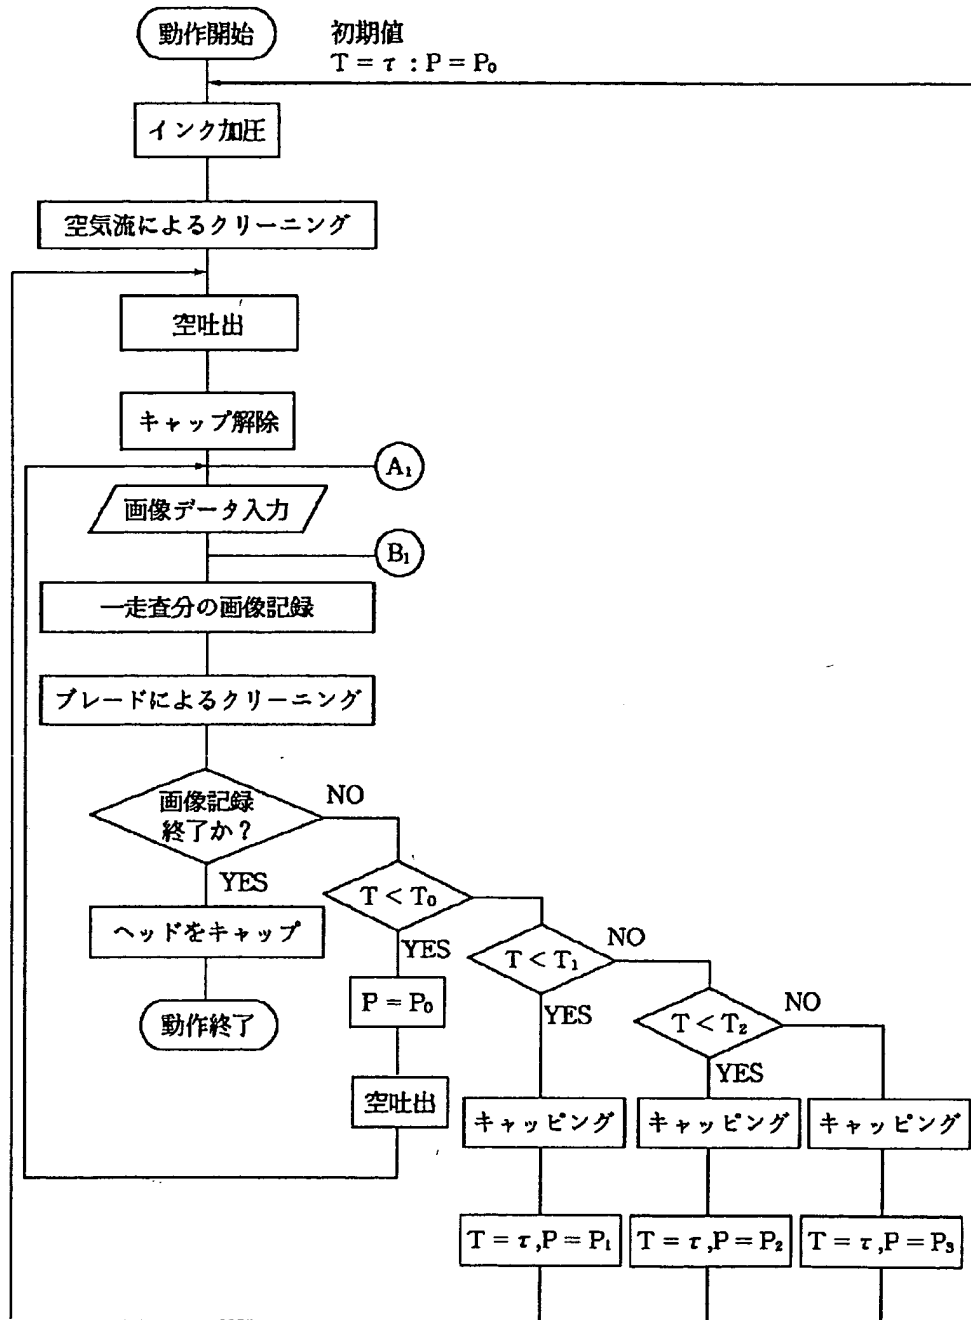 動作開始
初期値
T = τ : P = P₀
インク加圧
空気流によるクリーニング
空吐出
キャップ解除
A₁
画像データ入力
B₁
一走査分の画像記録
ブレードによるクリーニング
画像記録
終了か?
NO
YES
T < T₀
ヘッドをキャップ
YES
T < T₁
NO
P = P₀
YES
T < T₂
NO
動作終了
YES
空吐出
キャッピング
キャッピング
キャッピング
T = τ ,P = P₁
T = τ ,P = P₂
T = τ ,P = P₃